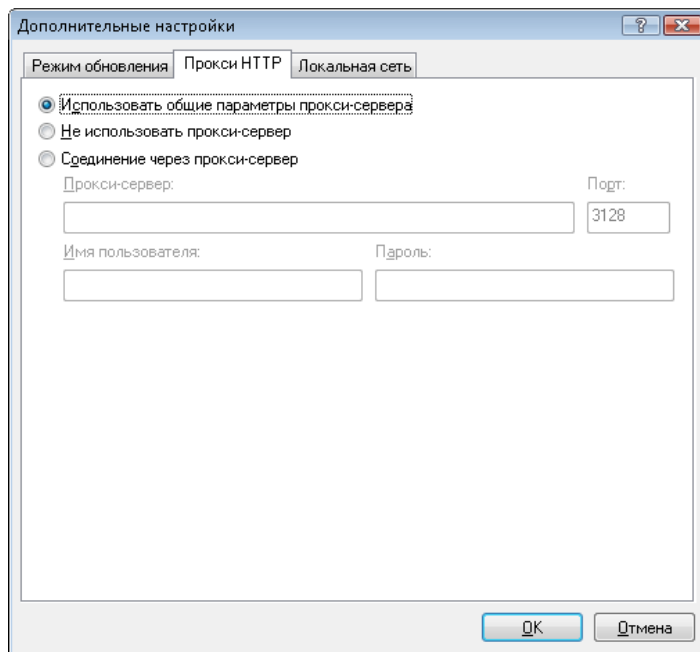 Дополнительные настройки
Режим обновления Прокси HTTP Локальная сеть
Использовать общие параметры прокси-сервера
Не использовать прокси-сервер
Соединение через прокси-сервер
Прокси-сервер: Порт:
3128
Имя пользователя: Пароль:
OK Отмена